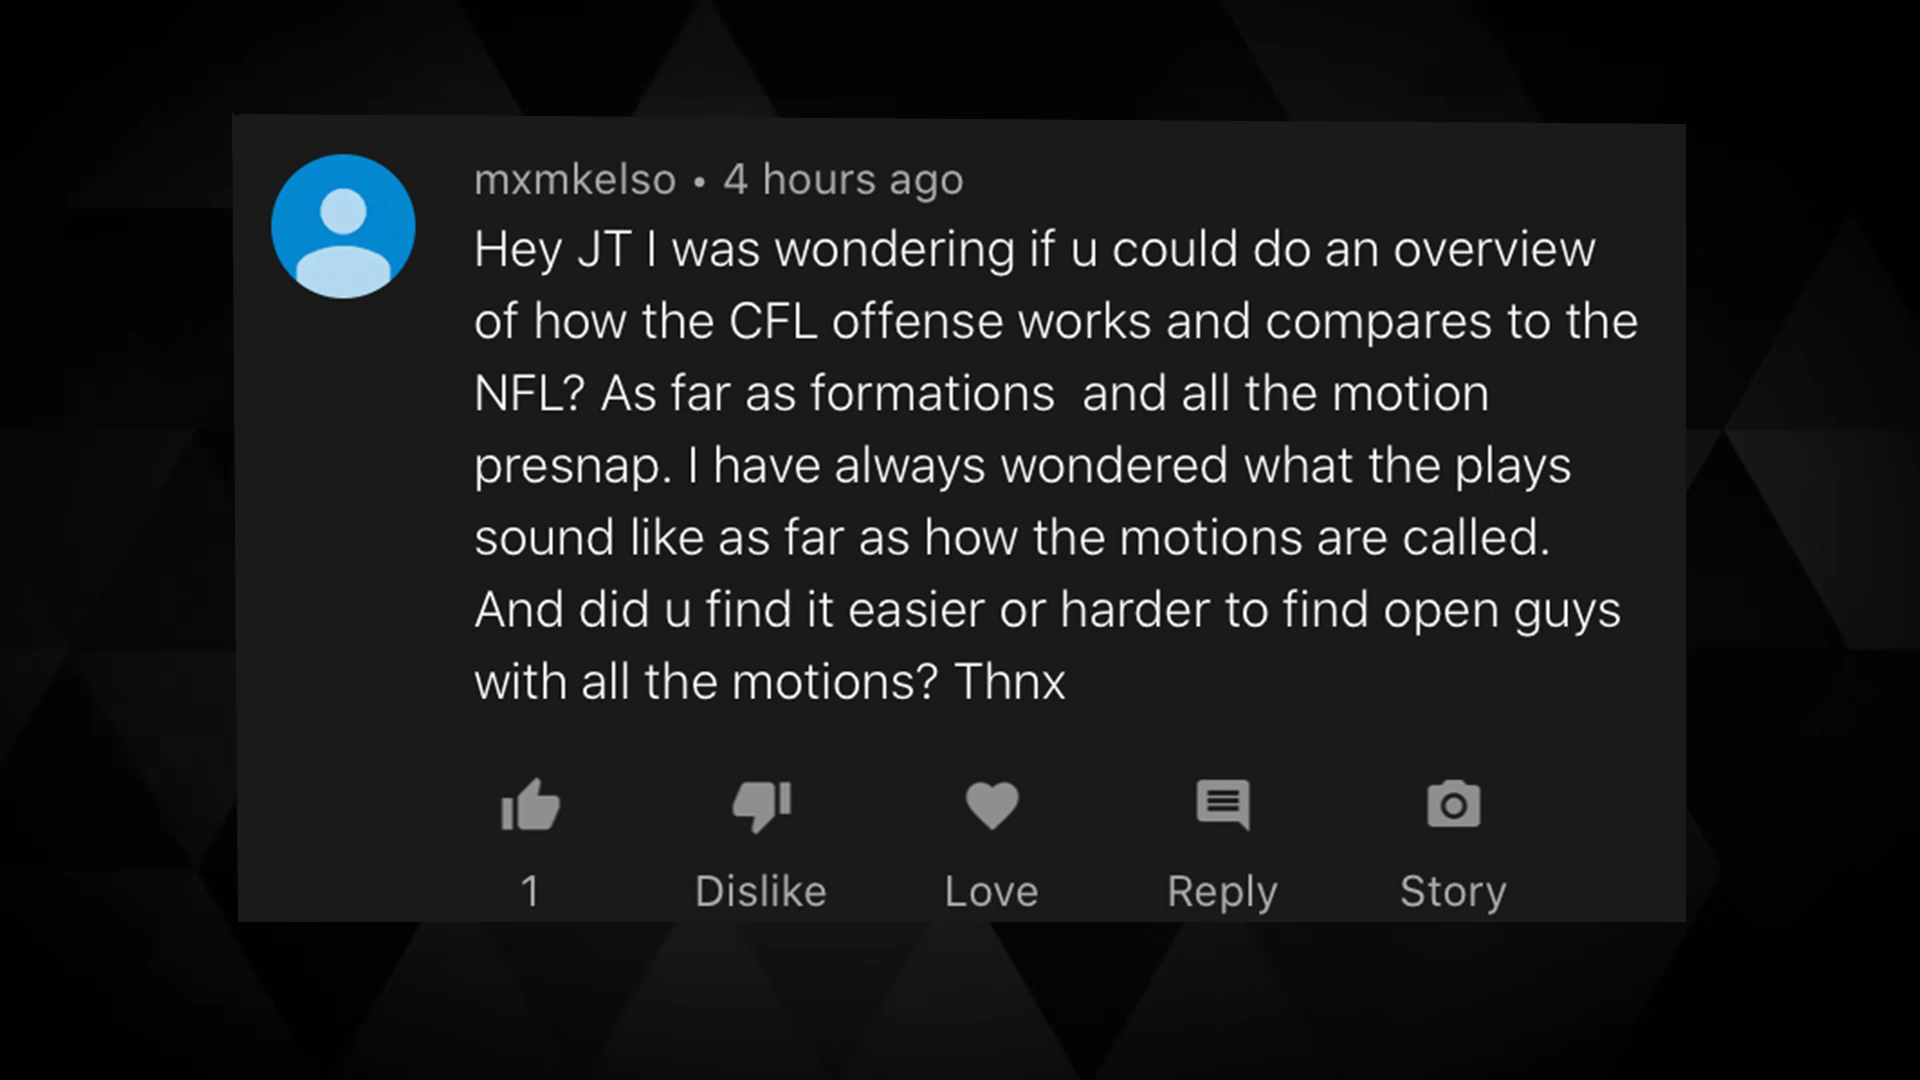 mxmkelso • 4 hours ago
Hey JT I was wondering if u could do an overview
of how the CFL offense works and compares to the
NFL? As far as formations  and all the motion
presnap. I have always wondered what the plays
sound like as far as how the motions are called.
And did u find it easier or harder to find open guys
with all the motions? Thnx
1 Dislike Love Reply Story